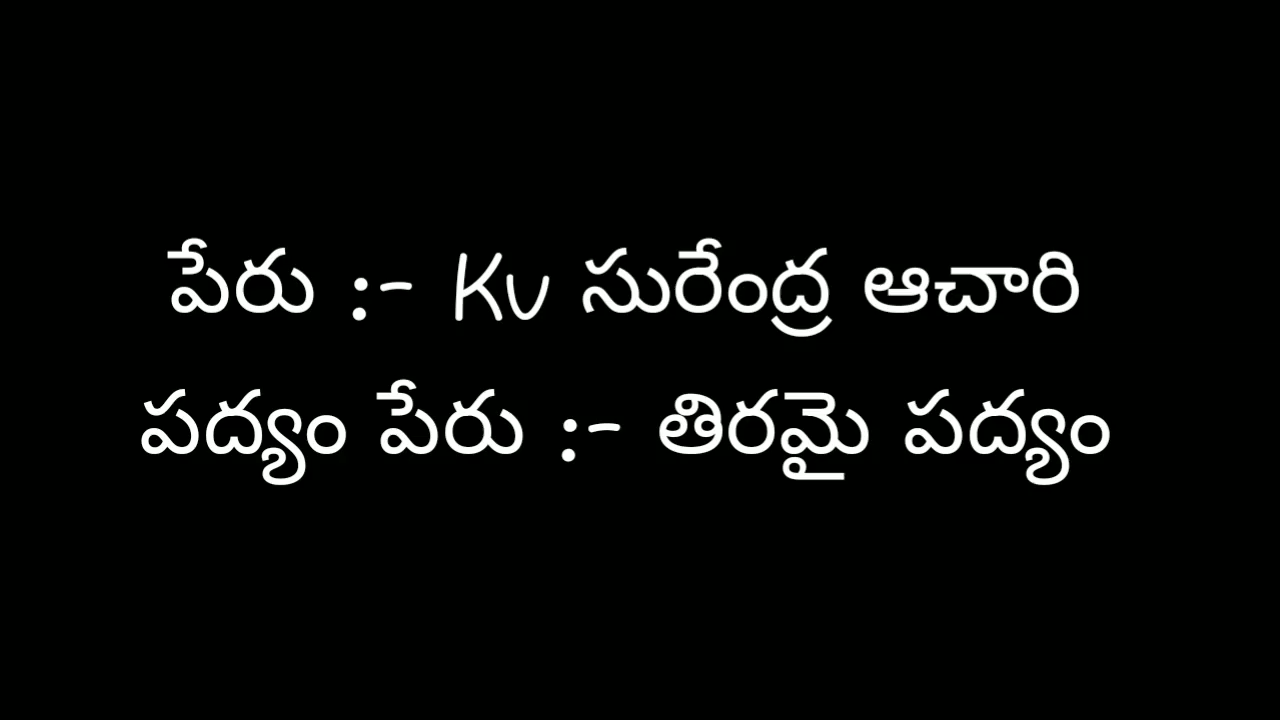 పేరు :- Kv సురేంద్ర ఆచారి
పద్యం పేరు :- తిరమై పద్యం